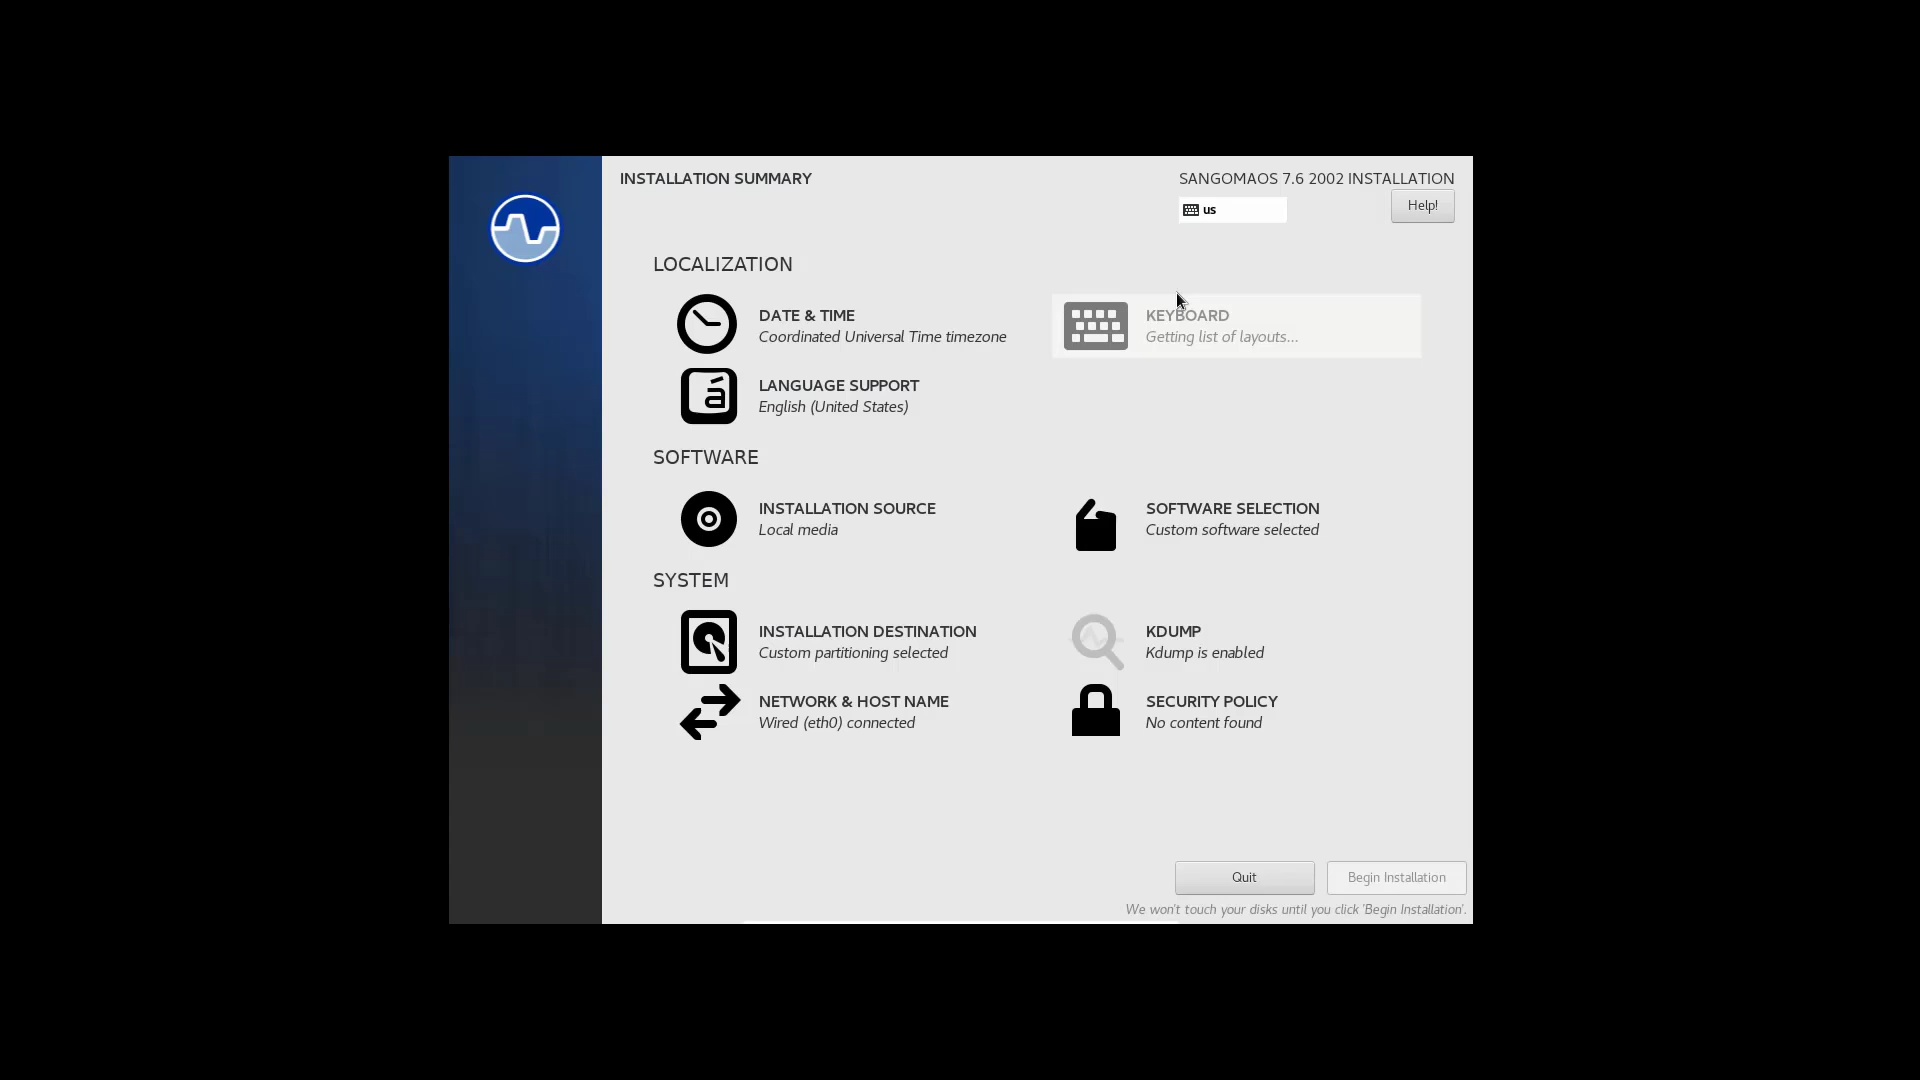 INSTALLATION SUMMARY
SANGOMAOS 7.6 2002 INSTALLATION
us
Help!
LOCALIZATION
DATE & TIME
Coordinated Universal Time timezone
KEYBOARD
Getting list of layouts...
LANGUAGE SUPPORT
English (United States)
SOFTWARE
INSTALLATION SOURCE
Local media
SOFTWARE SELECTION
Custom software selected
SYSTEM
INSTALLATION DESTINATION
Custom partitioning selected
KDUMP
Kdump is enabled
NETWORK & HOST NAME
Wired (eth0) connected
SECURITY POLICY
No content found
Quit
Begin Installation
We won't touch your disks until you click 'Begin Installation'.